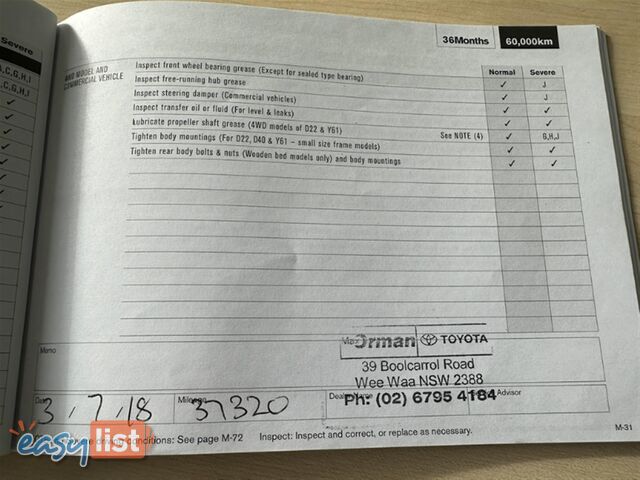 Severe
A,C,G,H,I
C,G,H,I
✓
✓
✓
✓
✓
✓
✓
36Months 60,000km
AND MODEL AND
COMMERCIAL VEHICLE
Normal Severe
Inspect front wheel bearing grease (Except for sealed type bearing) ✓ J
Inspect free-running hub grease ✓ J
Inspect steering damper (Commercial vehicles) ✓ ✓
Inspect transfer oil or fluid (For level & leaks) ✓ ✓
Lubricate propeller shaft grease (4WD models of D22 & Y61) See NOTE (4) ✓ G,H,J
Tighten body mountings (For D22, D40 & Y61 – small size frame models) ✓ ✓
Tighten rear body bolts & nuts (Wooden bed models only) and body mountings ✓ ✓
Memo
Orman TOYOTA
39 Boolcarrol Road
Wee Waa NSW 2388
Ph: (02) 6795 4184
Date Mileage Advisor
3 / 7 / 18 37320
driving conditions: See page M-72 Inspect: Inspect and correct, or replace as necessary.
M-31
easylist